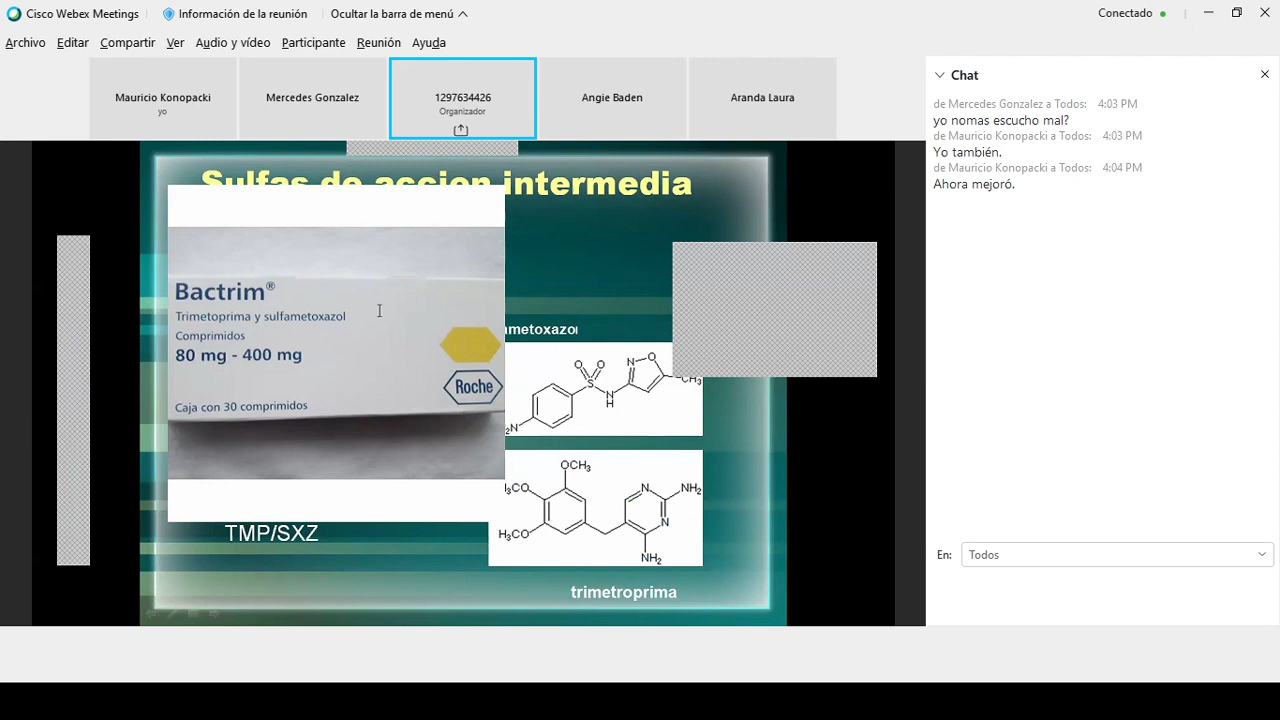 Cisco Webex Meetings
Información de la reunión
Ocultar la barra de menú
Conectado
Archivo Editar Compartir Ver Audio y vídeo Participante Reunión Ayuda
Mauricio Konopacki
yo
Mercedes Gonzalez
1297634426
Organizador
Angie Baden
Aranda Laura
Sulfas de accion intermedia
Bactrim®
Trimetoprima y sulfametoxazol
Comprimidos
80 mg - 400 mg
Roche
Caja con 30 comprimidos
ametoxazol
O O
S
N
H
N O
CH3
2N
OCH3
H3CO
H3CO
N
N
NH2
NH2
TMP/SXZ
trimetroprima
Chat
de Mercedes Gonzalez a Todos: 4:03 PM
yo nomas escucho mal?
de Mauricio Konopacki a Todos: 4:03 PM
Yo también.
de Mauricio Konopacki a Todos: 4:04 PM
Ahora mejoró.
En: Todos